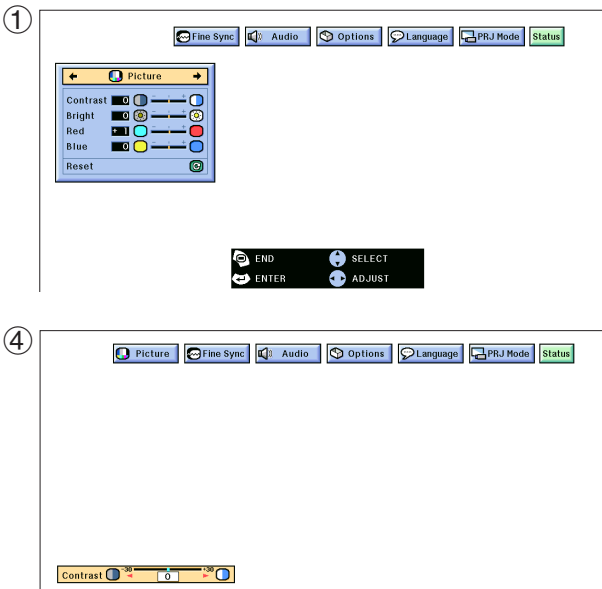 ①
Fine Sync Audio Options Language PRJ Mode Status
Picture
Contrast 0 − +
Bright 0 − +
Red + 1 − +
Blue 0 − +
Reset
END SELECT
ENTER ADJUST
④
Picture Fine Sync Audio Options Language PRJ Mode Status
Contrast -30 0 +30